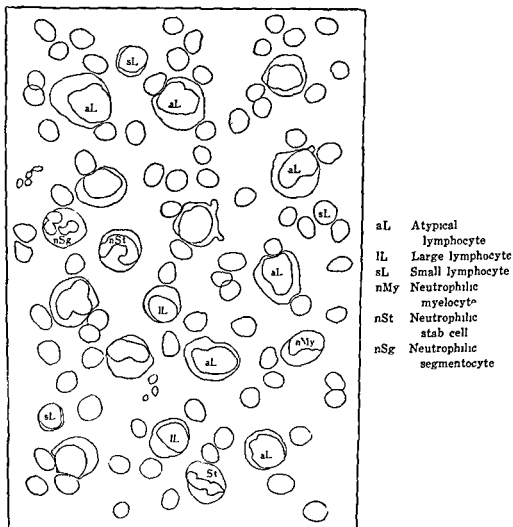 sL
aL
aL
aL
sL
nSg
nSt
aL
lL
nMy
aL
sL
lL
St
aL
aL Atypical
lymphocyte
lL Large lymphocyte
sL Small lymphocyte
nMy Neutrophilic
myelocyte
nSt Neutrophilic
stab cell
nSg Neutrophilic
segmentocyte